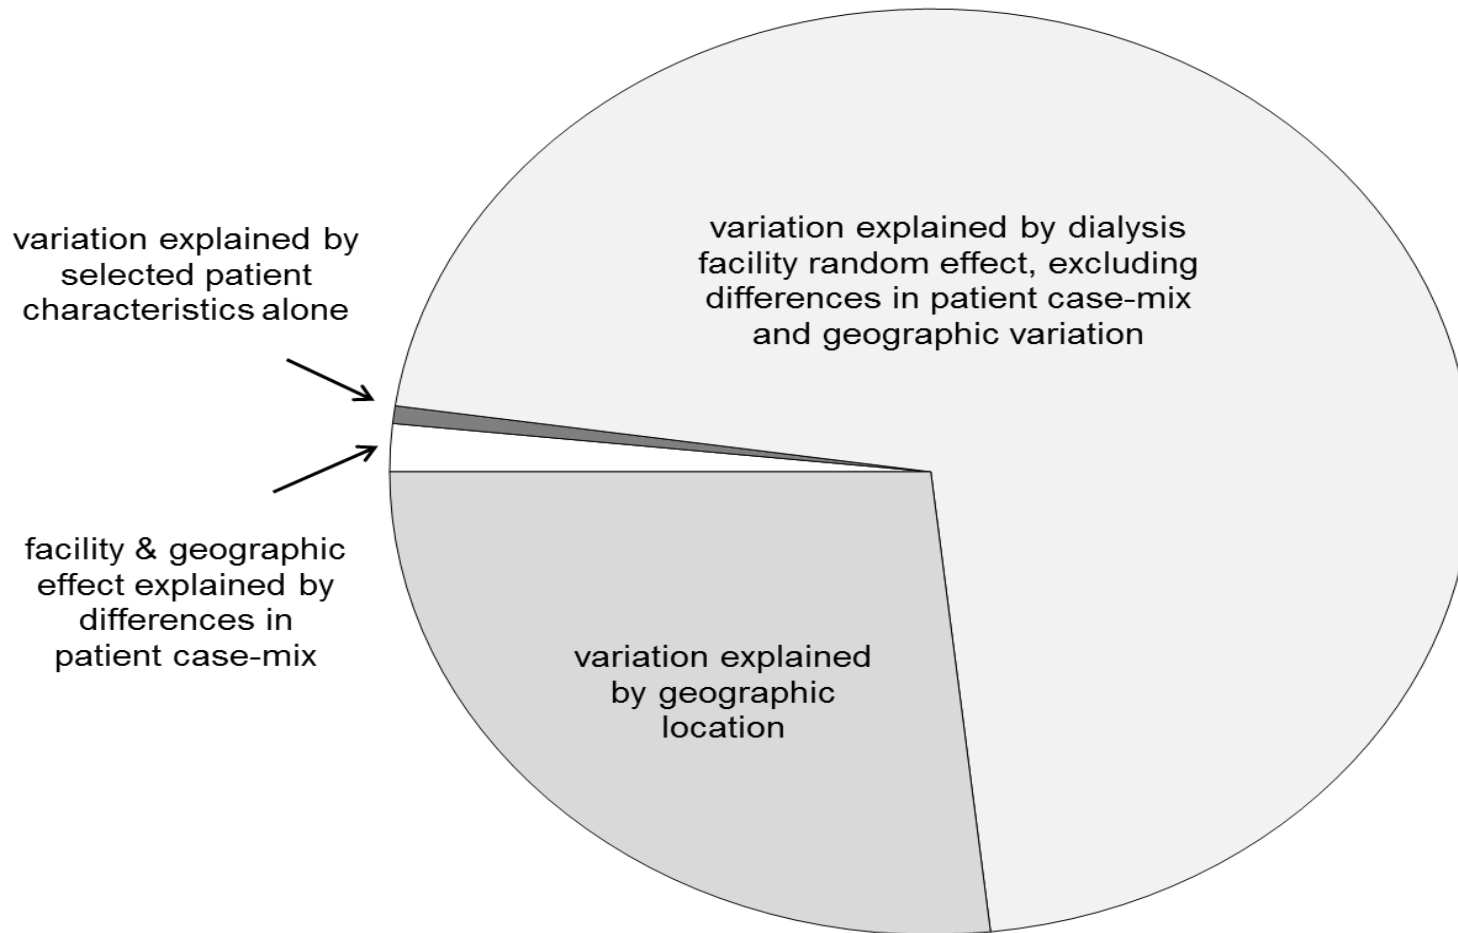 variation explained by
selected patient
characteristics alone
variation explained by dialysis
facility random effect, excluding
differences in patient case-mix
and geographic variation
facility & geographic
effect explained by
differences in
patient case-mix
variation explained
by geographic
location